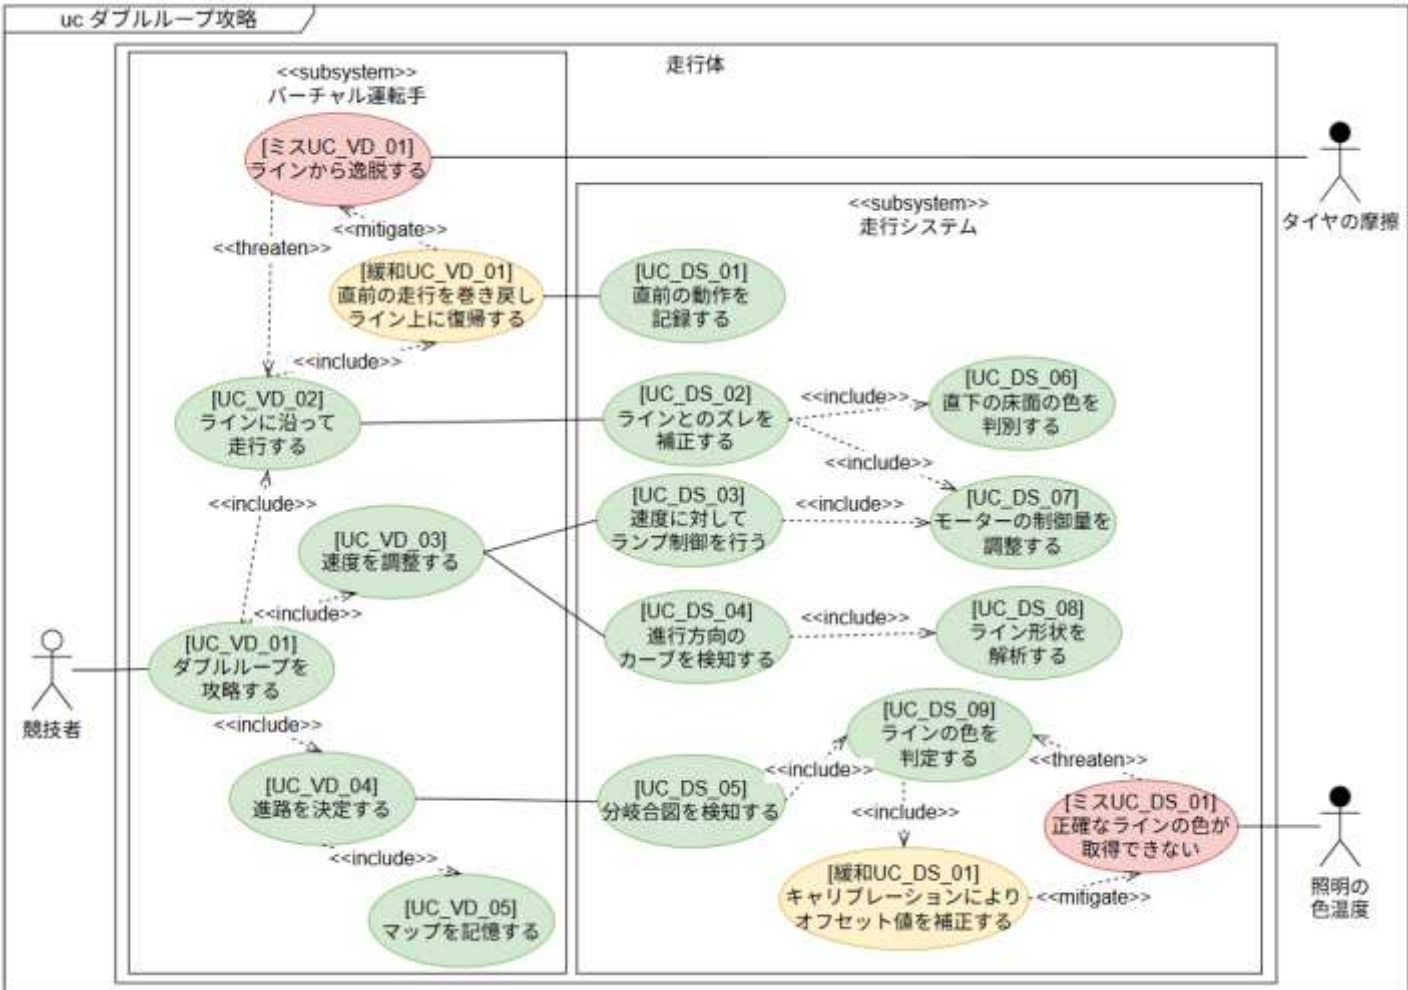 uc ダブルループ攻略
走行体
<<subsystem>>
バーチャル運転手
[ミスUC_VD_01]
ラインから逸脱する
<<mitigate>>
<<threaten>>
[緩和UC_VD_01]
直前の走行を巻き戻し
ライン上に復帰する
<<include>>
[UC_VD_02]
ラインに沿って
走行する
<<include>>
[UC_VD_03]
速度を調整する
<<include>>
[UC_VD_01]
ダブルループを
攻略する
競技者
<<include>>
[UC_VD_04]
進路を決定する
<<include>>
[UC_VD_05]
マップを記憶する
<<subsystem>>
走行システム
[UC_DS_01]
直前の動作を
記録する
[UC_DS_02]
ラインとのズレを
補正する
<<include>>
[UC_DS_06]
直下の床面の色を
判別する
<<include>>
[UC_DS_03]
速度に対して
ランプ制御を行う
<<include>>
[UC_DS_07]
モーターの制御量を
調整する
[UC_DS_04]
進行方向の
カーブを検知する
<<include>>
[UC_DS_08]
ライン形状を
解析する
[UC_DS_09]
ラインの色を
判定する
<<include>>
<<threaten>>
[UC_DS_05]
分岐合図を検知する
<<include>>
[ミスUC_DS_01]
正確なラインの色が
取得できない
[緩和UC_DS_01]
キャリブレーションにより
オフセット値を補正する
<<mitigate>>
タイヤの摩擦
照明の
色温度